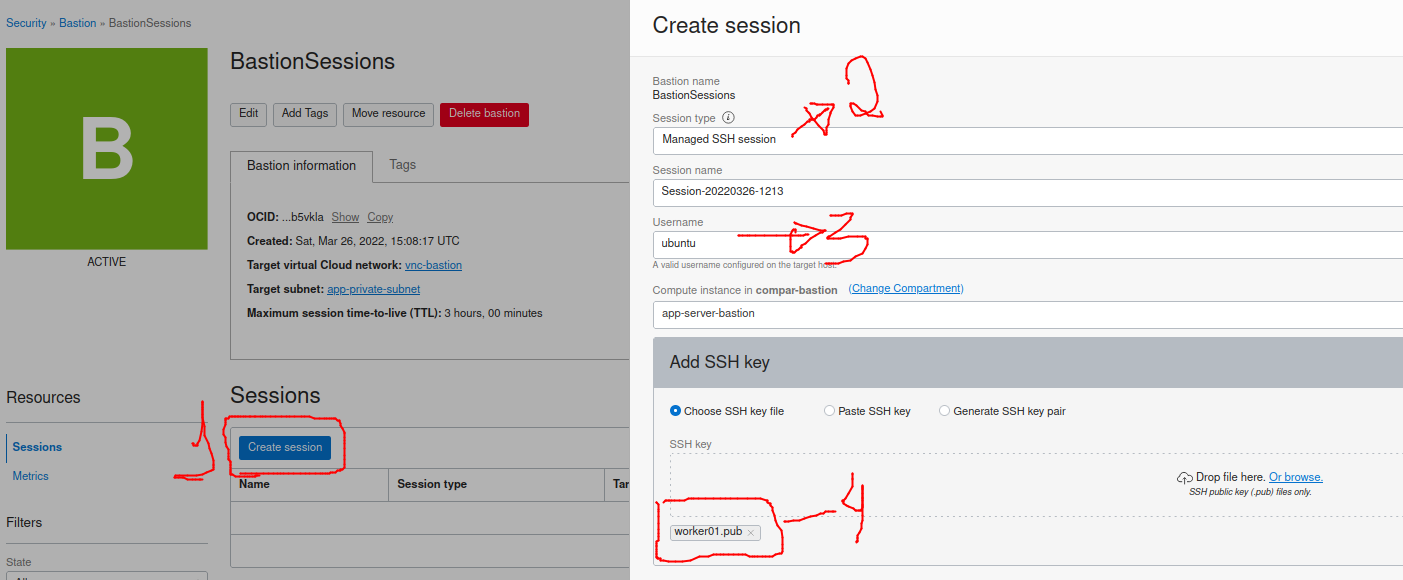 Security » Bastion » BastionSessions
B
ACTIVE
BastionSessions
Edit Add Tags Move resource Delete bastion
Bastion information Tags
OCID: ...b5vkla Show Copy
Created: Sat, Mar 26, 2022, 15:08:17 UTC
Target virtual Cloud network: vnc-bastion
Target subnet: app-private-subnet
Maximum session time-to-live (TTL): 3 hours, 00 minutes
Resources
Sessions
Metrics
Filters
State
Sessions
1
Create session
Name Session type Tar
Create session
Bastion name
BastionSessions
2
Session type
Managed SSH session
Session name
Session-20220326-1213
Username
ubuntu
3
A valid username configured on the target host.
Compute instance in compar-bastion (Change Compartment)
app-server-bastion
Add SSH key
Choose SSH key file Paste SSH key Generate SSH key pair
SSH key
Drop file here. Or browse.
SSH public key (.pub) files only.
worker01.pub
4